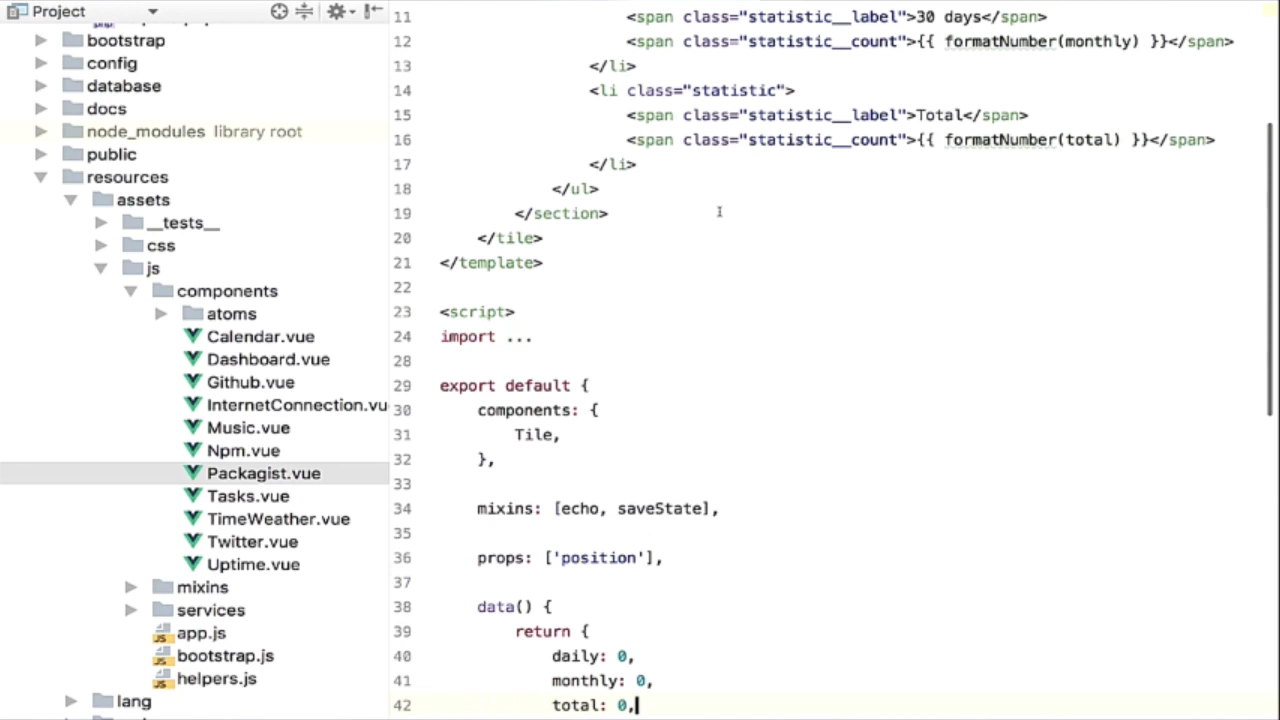 Project
bootstrap
config
database
docs
node_modules library root
public
resources
assets
__tests__
css
js
components
atoms
Calendar.vue
Dashboard.vue
Github.vue
InternetConnection.vu
Music.vue
Npm.vue
Packagist.vue
Tasks.vue
TimeWeather.vue
Twitter.vue
Uptime.vue
mixins
services
app.js
bootstrap.js
helpers.js
lang
11 <span class="statistic__label">30 days</span>
12 <span class="statistic__count">{{ formatNumber(monthly) }}</span>
13 </li>
14 <li class="statistic">
15 <span class="statistic__label">Total</span>
16 <span class="statistic__count">{{ formatNumber(total) }}</span>
17 </li>
18 </ul>
19 </section>
20 </tile>
21 </template>
22
23 <script>
24 import ...
28
29 export default {
30 components: {
31 Tile,
32 },
33
34 mixins: [echo, saveState],
35
36 props: ['position'],
37
38 data() {
39 return {
40 daily: 0,
41 monthly: 0,
42 total: 0,